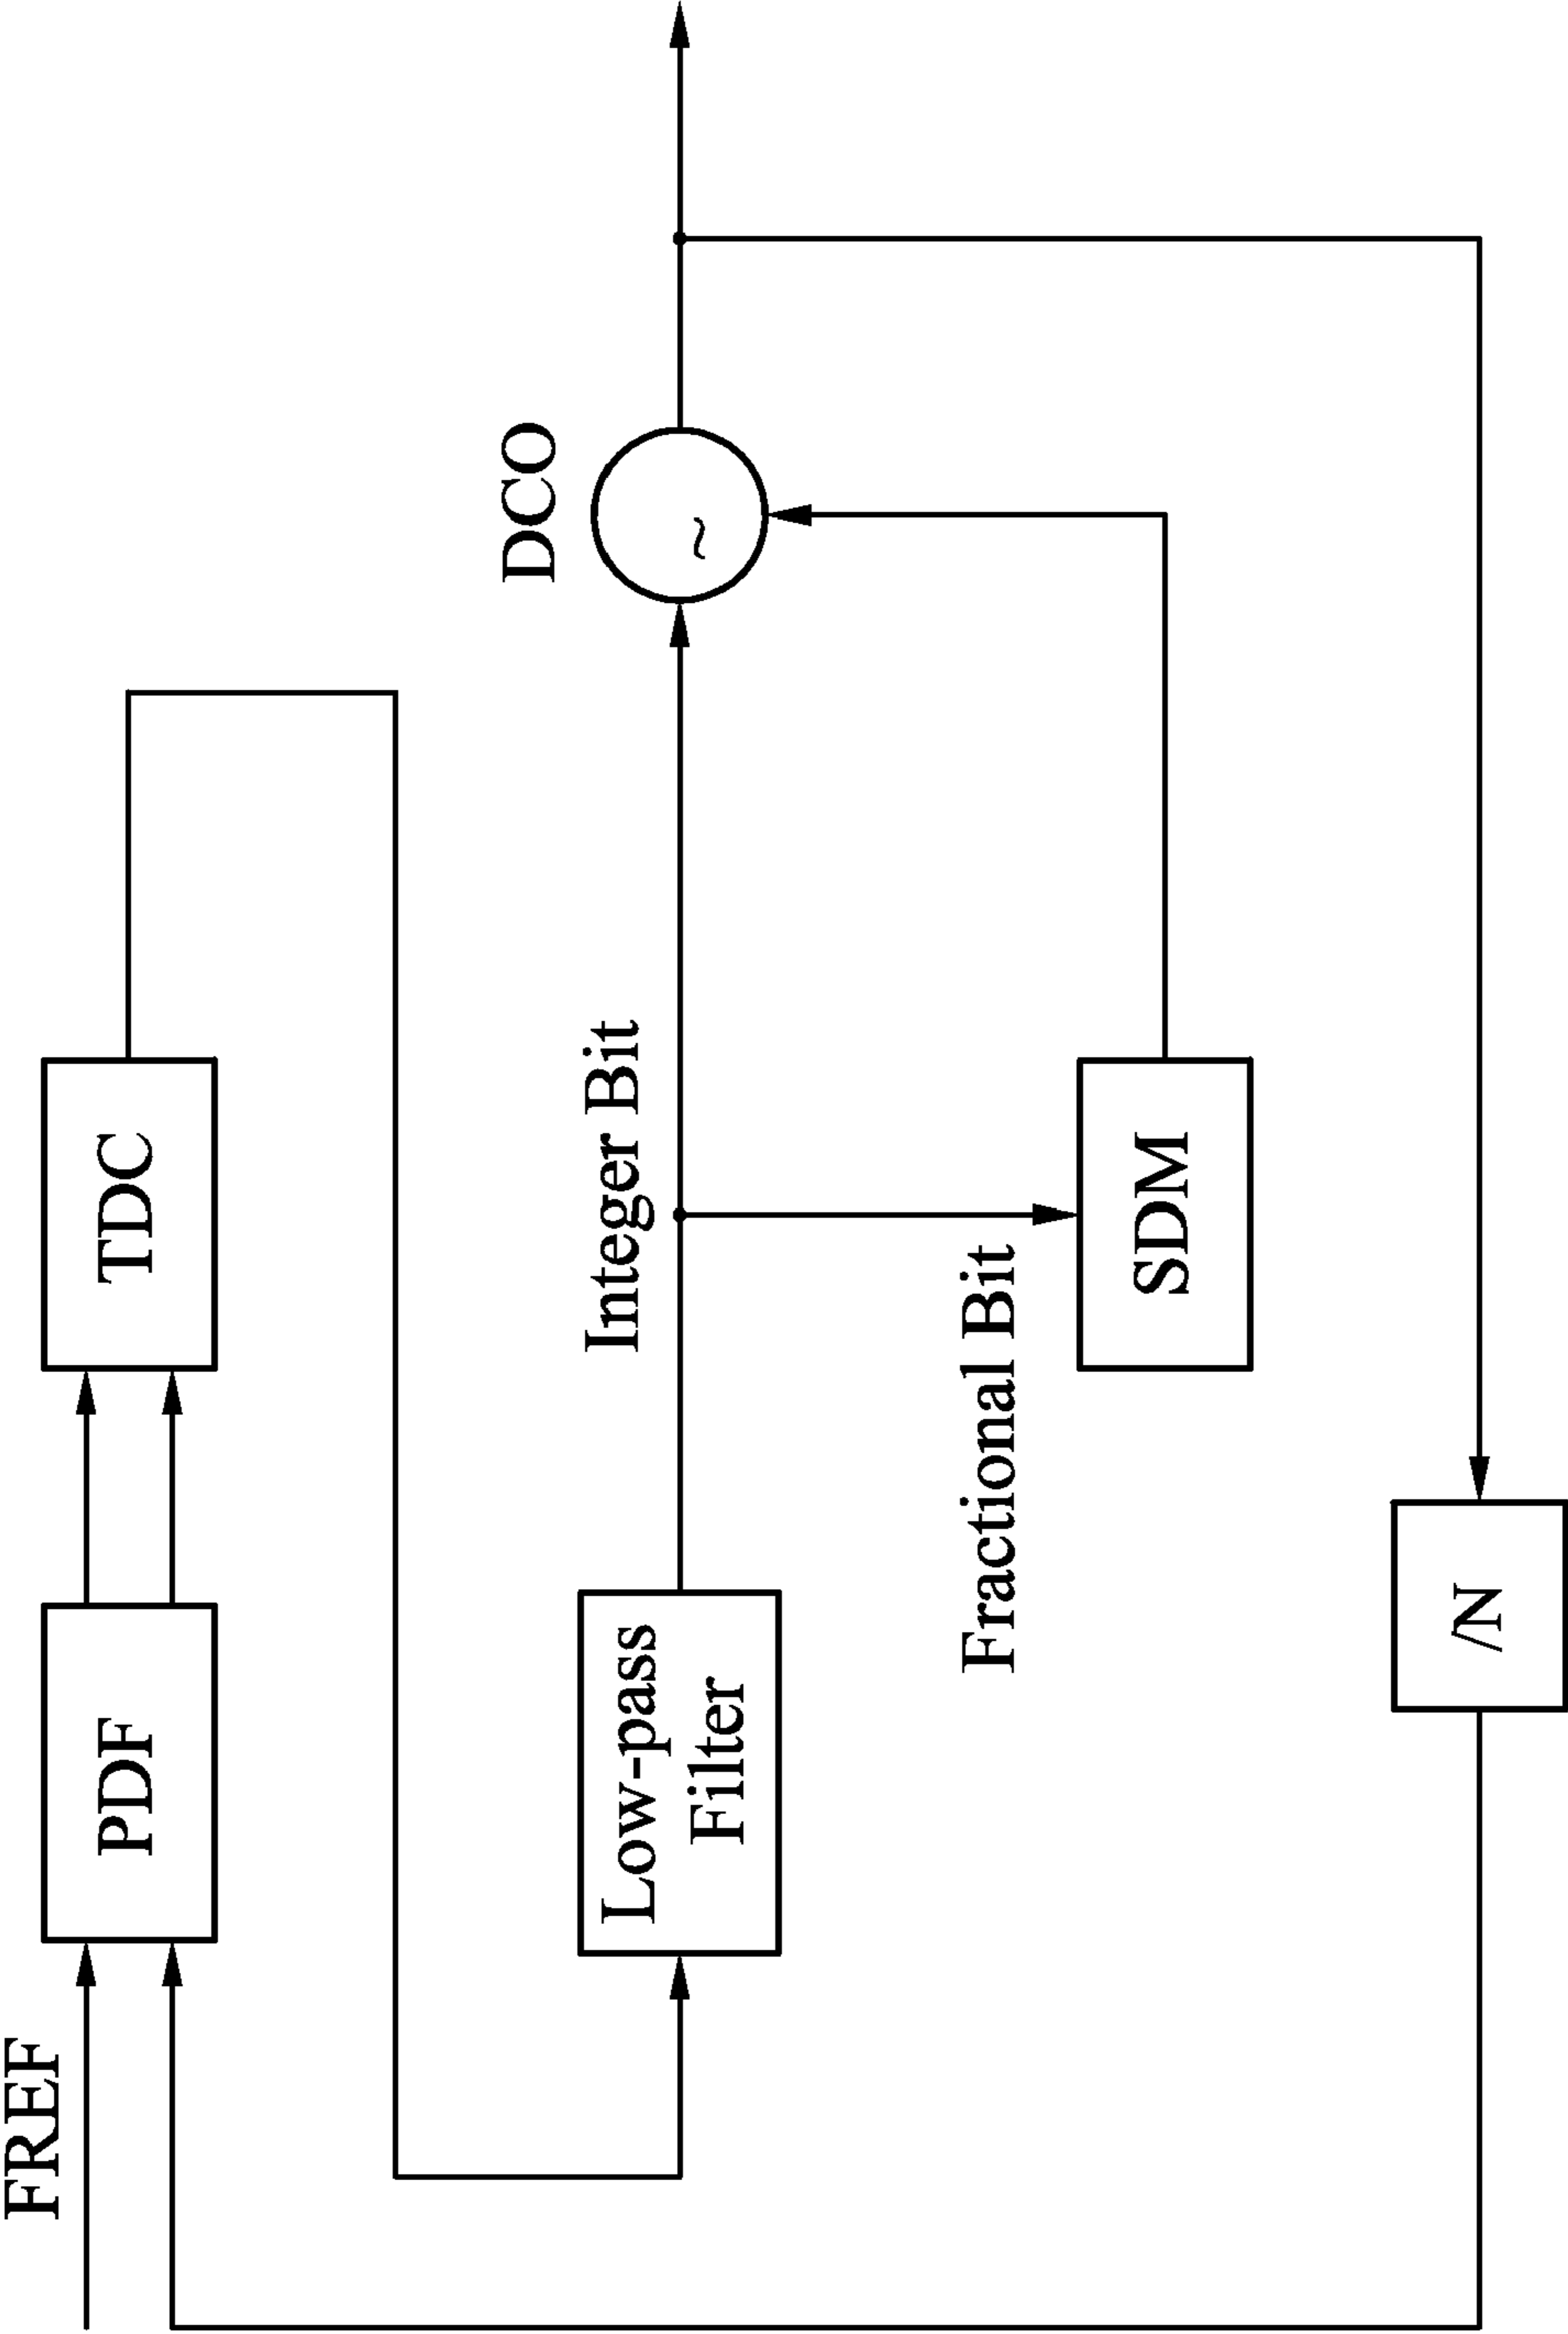 FREF
PDF
TDC
DCO
Low-pass
Filter
Integer Bit
~
Fractional Bit
SDM
/N